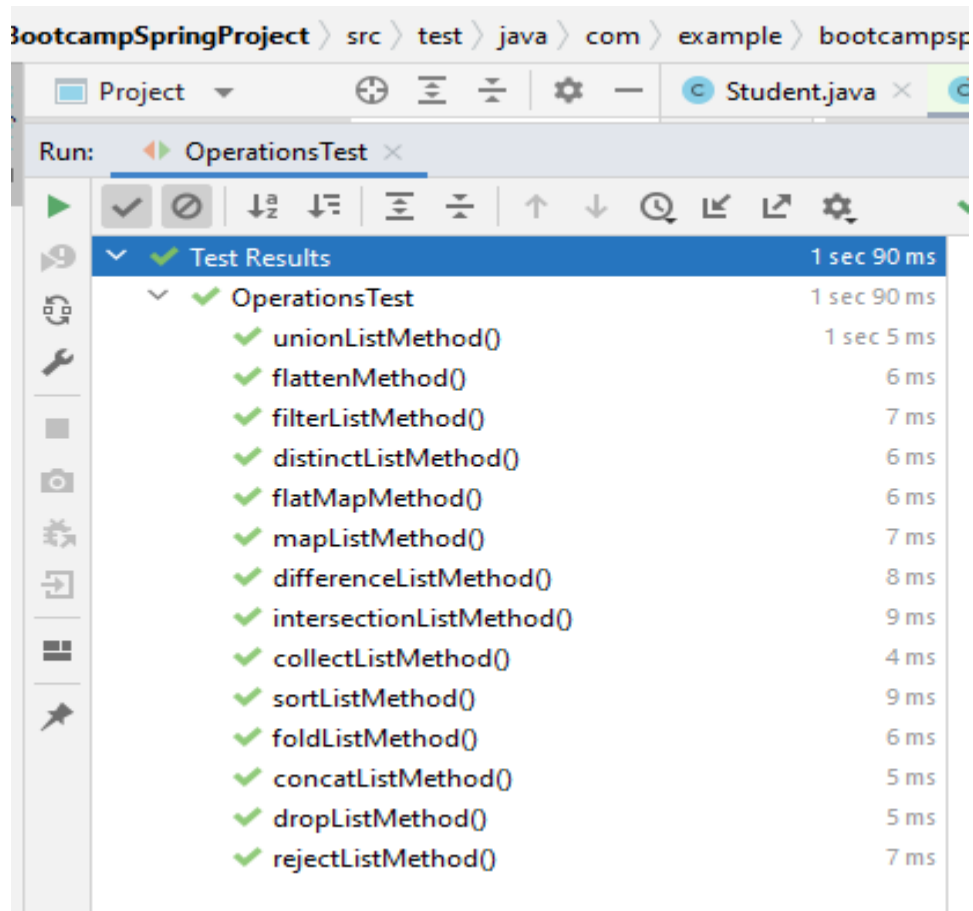 BootcampSpringProject 〉 src 〉 test 〉 java 〉 com 〉 example 〉 bootcampsp
Project Student.java
Run: OperationsTest
Test Results 1 sec 90 ms
OperationsTest 1 sec 90 ms
unionListMethod() 1 sec 5 ms
flattenMethod() 6 ms
filterListMethod() 7 ms
distinctListMethod() 6 ms
flatMapMethod() 6 ms
mapListMethod() 7 ms
differenceListMethod() 8 ms
intersectionListMethod() 9 ms
collectListMethod() 4 ms
sortListMethod() 9 ms
foldListMethod() 6 ms
concatListMethod() 5 ms
dropListMethod() 5 ms
rejectListMethod() 7 ms